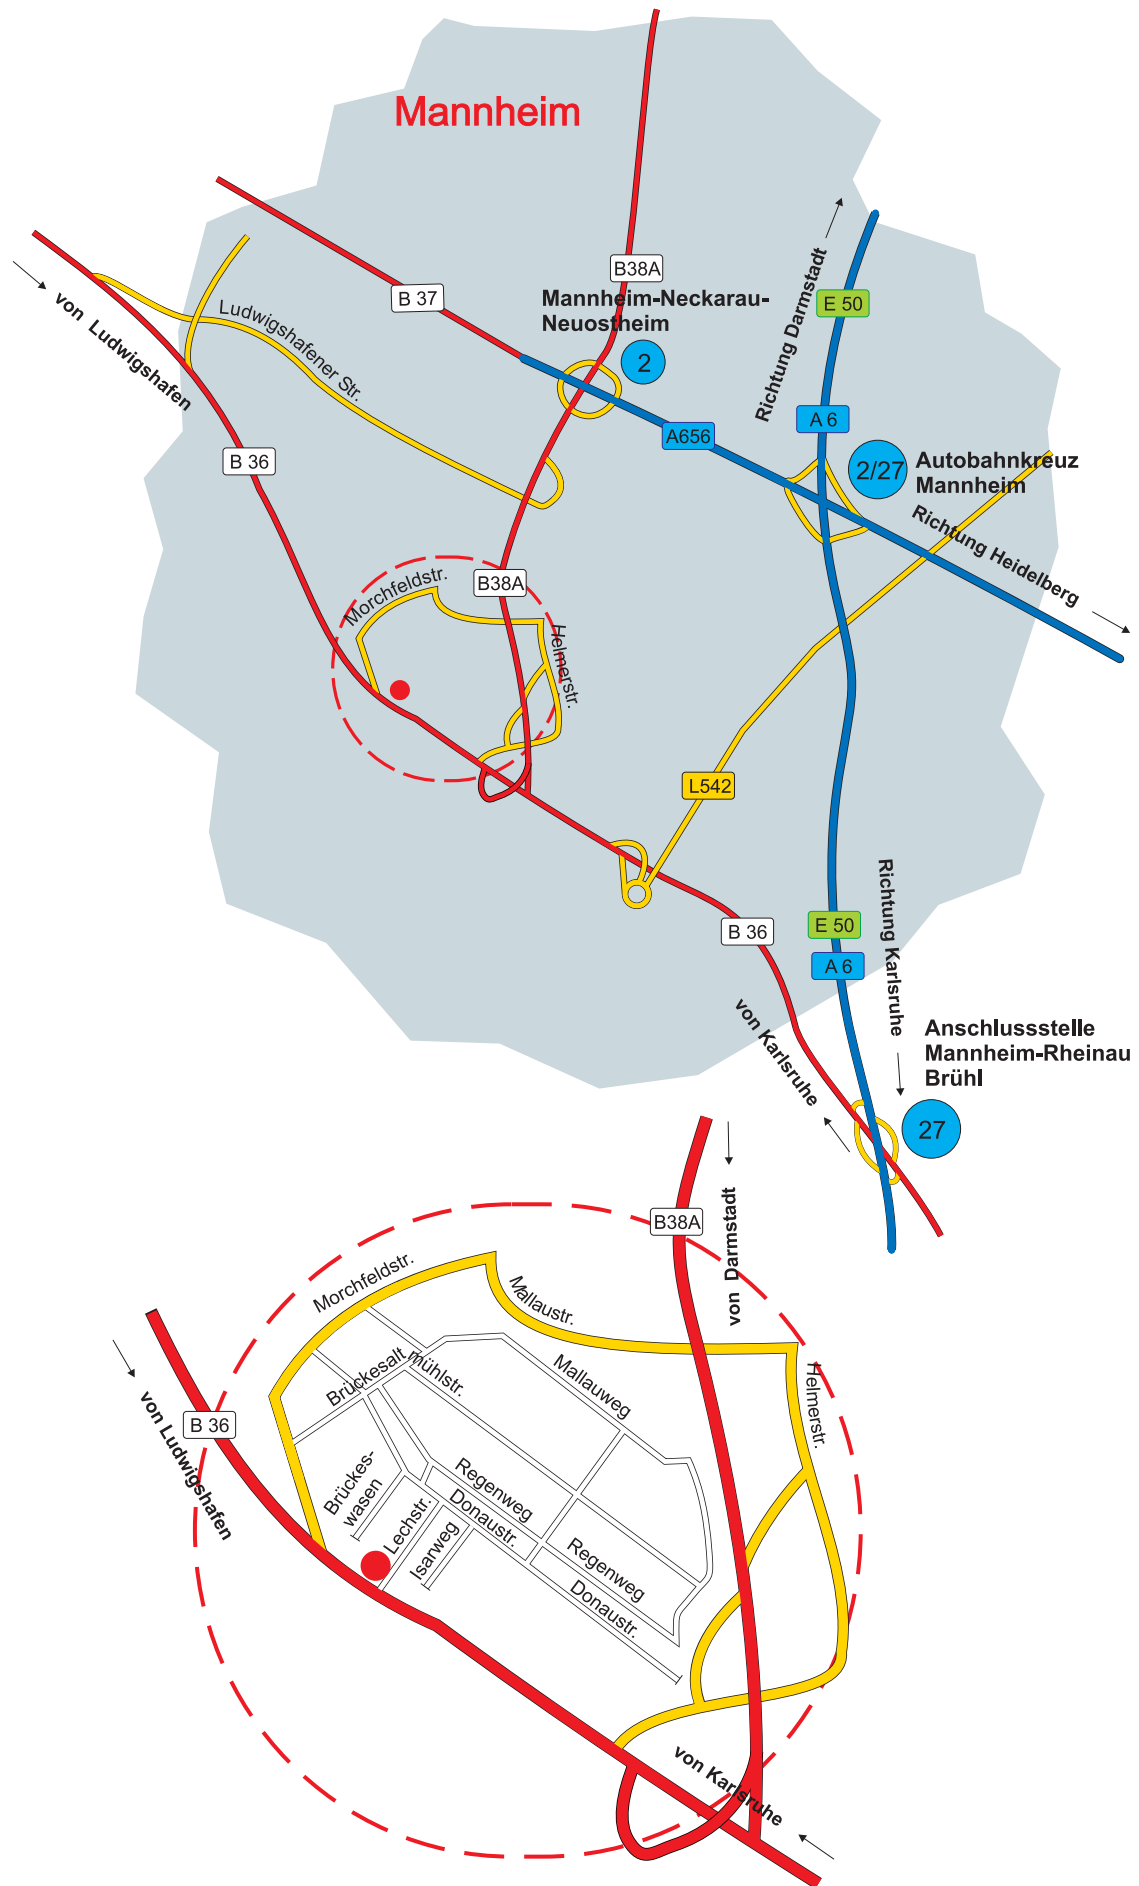 Mannheim
B38A
B 37
Mannheim-Neckarau-
Neuostheim
2
E 50
Richtung Darmstadt
von Ludwigshafen
Ludwigshafener Str.
A 6
A656
B 36
2/27
Autobahnkreuz
Mannheim
Richtung Heidelberg
Morchfeldstr.
B38A
Helmerstr.
L542
B 36
E 50
A 6
Richtung Karlsruhe
von Karlsruhe
Anschlussstelle
Mannheim-Rheinau
Brühl
27
B38A
von Darmstadt
Morchfeldstr.
Mallaustr.
Brückesalt
mühlstr.
Mallauweg
Helmerstr.
B 36
von Ludwigshafen
Brückes-
wasen
Lechstr.
Isarweg
Regenweg
Donaustr.
Regenweg
Donaustr.
von Karlsruhe